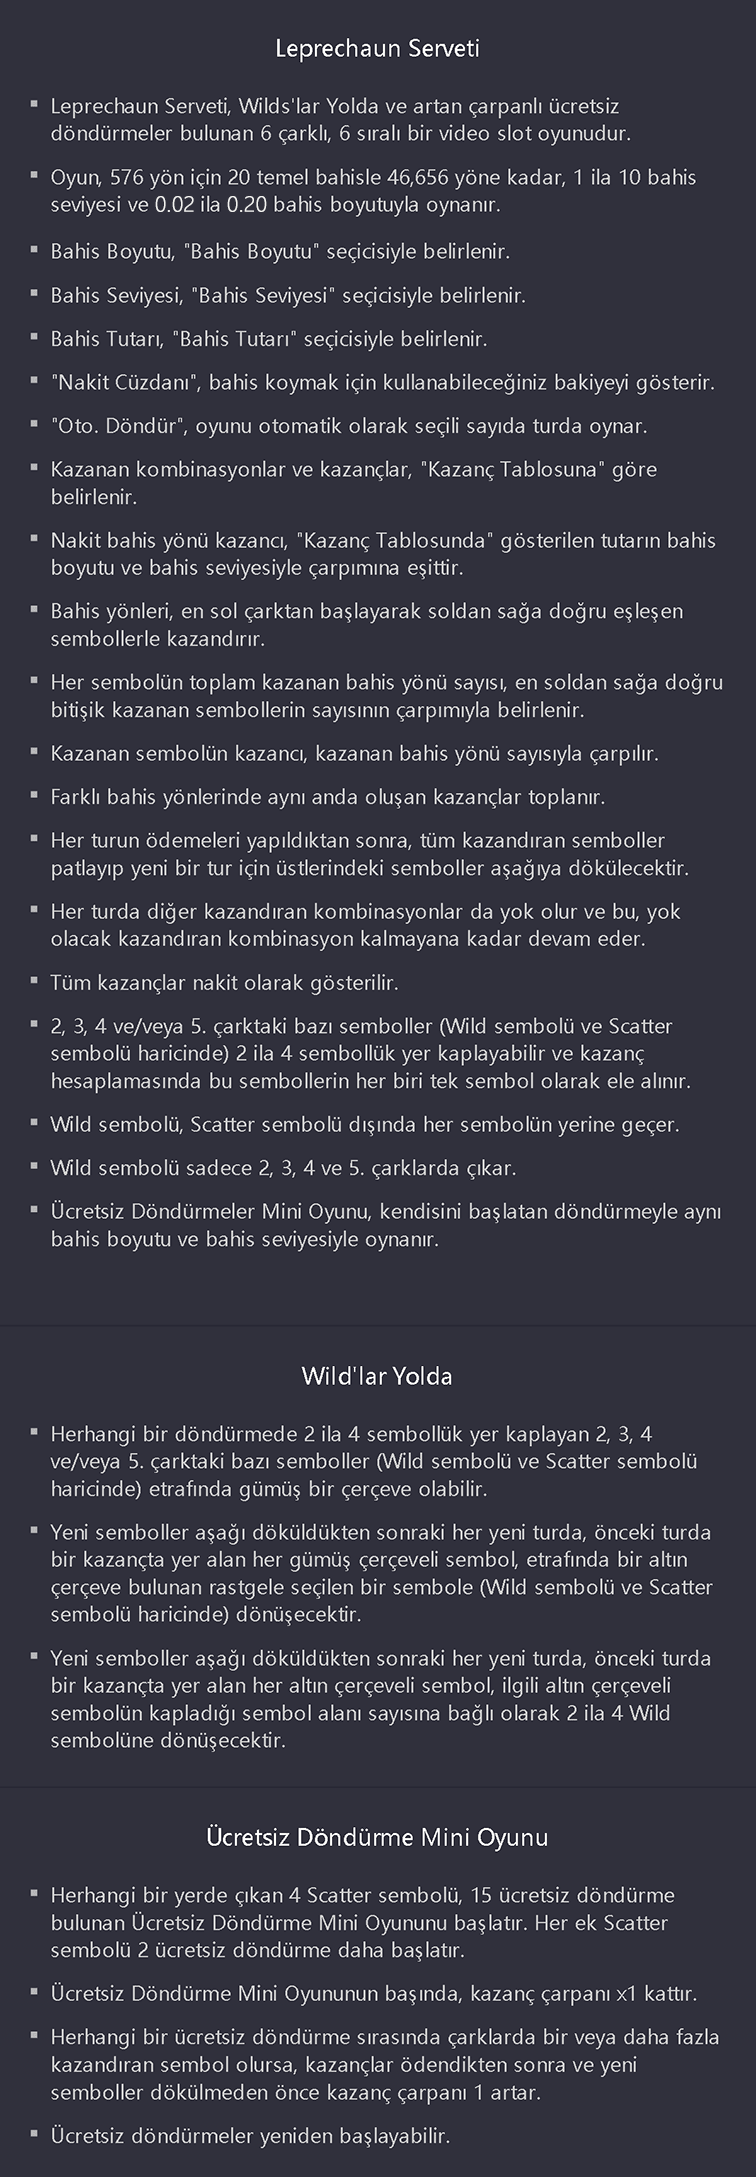 Leprechaun Serveti
▪ Leprechaun Serveti, Wilds'lar Yolda ve artan çarpanlı ücretsiz
döndürmeler bulunan 6 çarklı, 6 sıralı bir video slot oyunudur.
▪ Oyun, 576 yön için 20 temel bahisle 46,656 yöne kadar, 1 ila 10 bahis
seviyesi ve 0.02 ila 0.20 bahis boyutuyla oynanır.
▪ Bahis Boyutu, "Bahis Boyutu" seçicisiyle belirlenir.
▪ Bahis Seviyesi, "Bahis Seviyesi" seçicisiyle belirlenir.
▪ Bahis Tutarı, "Bahis Tutarı" seçicisiyle belirlenir.
▪ "Nakit Cüzdanı", bahis koymak için kullanabileceğiniz bakiyeyi gösterir.
▪ "Oto. Döndür", oyunu otomatik olarak seçili sayıda turda oynar.
▪ Kazanan kombinasyonlar ve kazançlar, "Kazanç Tablosuna" göre
belirlenir.
▪ Nakit bahis yönü kazancı, "Kazanç Tablosunda" gösterilen tutarın bahis
boyutu ve bahis seviyesiyle çarpımına eşittir.
▪ Bahis yönleri, en sol çarktan başlayarak soldan sağa doğru eşleşen
sembollerle kazandırır.
▪ Her sembolün toplam kazanan bahis yönü sayısı, en soldan sağa doğru
bitişik kazanan sembollerin sayısının çarpımıyla belirlenir.
▪ Kazanan sembolün kazancı, kazanan bahis yönü sayısıyla çarpılır.
▪ Farklı bahis yönlerinde aynı anda oluşan kazançlar toplanır.
▪ Her turun ödemeleri yapıldıktan sonra, tüm kazandıran semboller
patlayıp yeni bir tur için üstlerindeki semboller aşağıya dökülecektir.
▪ Her turda diğer kazandıran kombinasyonlar da yok olur ve bu, yok
olacak kazandıran kombinasyon kalmayana kadar devam eder.
▪ Tüm kazançlar nakit olarak gösterilir.
▪ 2, 3, 4 ve/veya 5. çarktaki bazı semboller (Wild sembolü ve Scatter
sembolü haricinde) 2 ila 4 sembollük yer kaplayabilir ve kazanç
hesaplamasında bu sembollerin her biri tek sembol olarak ele alınır.
▪ Wild sembolü, Scatter sembolü dışında her sembolün yerine geçer.
▪ Wild sembolü sadece 2, 3, 4 ve 5. çarklarda çıkar.
▪ Ücretsiz Döndürmeler Mini Oyunu, kendisini başlatan döndürmeyle aynı
bahis boyutu ve bahis seviyesiyle oynanır.
Wild'lar Yolda
▪ Herhangi bir döndürmede 2 ila 4 sembollük yer kaplayan 2, 3, 4
ve/veya 5. çarktaki bazı semboller (Wild sembolü ve Scatter sembolü
haricinde) etrafında gümüş bir çerçeve olabilir.
▪ Yeni semboller aşağı döküldükten sonraki her yeni turda, önceki turda
bir kazançta yer alan her gümüş çerçeveli sembol, etrafında bir altın
çerçeve bulunan rastgele seçilen bir sembole (Wild sembolü ve Scatter
sembolü haricinde) dönüşecektir.
▪ Yeni semboller aşağı döküldükten sonraki her yeni turda, önceki turda
bir kazançta yer alan her altın çerçeveli sembol, ilgili altın çerçeveli
sembolün kapladığı sembol alanı sayısına bağlı olarak 2 ila 4 Wild
sembolüne dönüşecektir.
Ücretsiz Döndürme Mini Oyunu
▪ Herhangi bir yerde çıkan 4 Scatter sembolü, 15 ücretsiz döndürme
bulunan Ücretsiz Döndürme Mini Oyununu başlatır. Her ek Scatter
sembolü 2 ücretsiz döndürme daha başlatır.
▪ Ücretsiz Döndürme Mini Oyununun başında, kazanç çarpanı x1 kattır.
▪ Herhangi bir ücretsiz döndürme sırasında çarklarda bir veya daha fazla
kazandıran sembol olursa, kazançlar ödendikten sonra ve yeni
semboller dökülmeden önce kazanç çarpanı 1 artar.
▪ Ücretsiz döndürmeler yeniden başlayabilir.